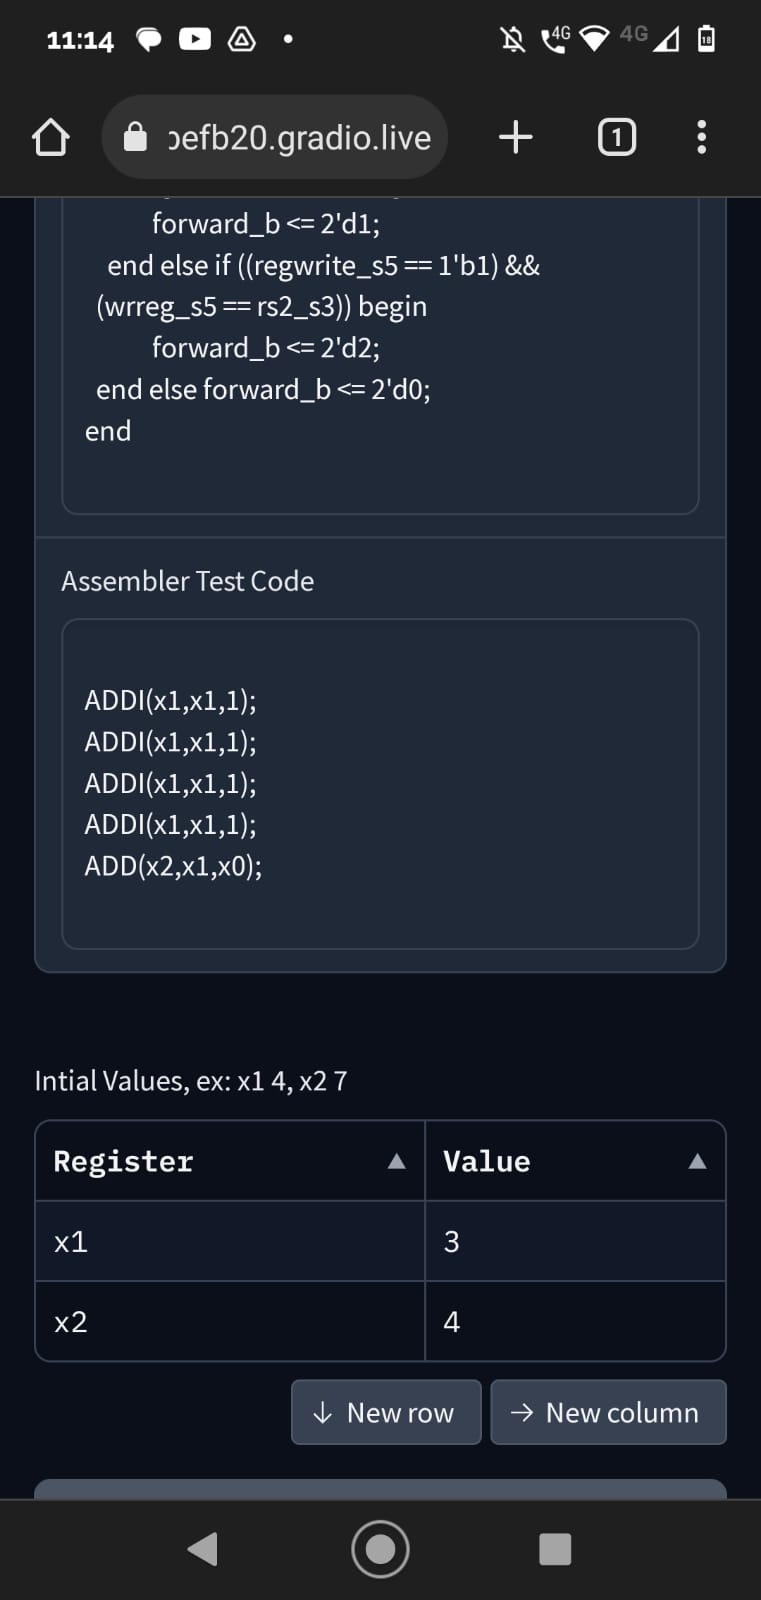 11:14
4G
4G
18
efb20.gradio.live
1
forward_b <= 2'd1;
end else if ((regwrite_s5 == 1'b1) &&
(wrreg_s5 == rs2_s3)) begin
forward_b <= 2'd2;
end else forward_b <= 2'd0;
end
Assembler Test Code
ADDI(x1,x1,1);
ADDI(x1,x1,1);
ADDI(x1,x1,1);
ADDI(x1,x1,1);
ADD(x2,x1,x0);
Intial Values, ex: x1 4, x2 7
Register ▲ Value ▲
x1 3
x2 4
↓ New row → New column